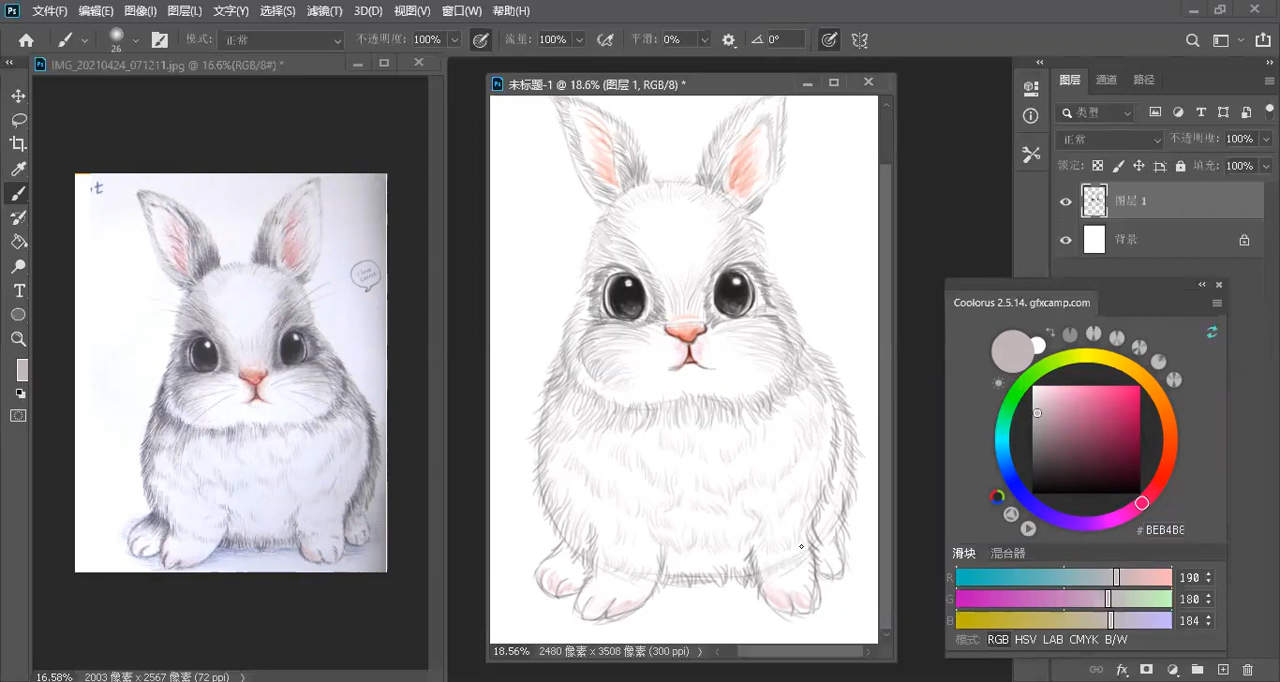 Ps 文件(F) 编辑(E) 图像(I) 图层(L) 文字(Y) 选择(S) 滤镜(T) 3D(D) 视图(V) 窗口(W) 帮助(H)
26 模式: 正常 不透明度: 100% 流量: 100% 平滑: 0% 0°
IMG_20210424_071211.jpg @ 16.6%(RGB/8#) *
未标题-1 @ 18.6% (图层 1, RGB/8) *
图层 通道 路径
类型
正常 不透明度: 100%
锁定: 填充: 100%
图层 1
背景
Coolorus 2.5.14. gfxcamp.com
# BEB4B8
滑块 混合器
R 190
G 180
B 184
模式: RGB HSV LAB CMYK B/W
18.56% 2480 像素 x 3508 像素 (300 ppi)
16.58% 2003 像素 x 2567 像素 (72 ppi)
fx